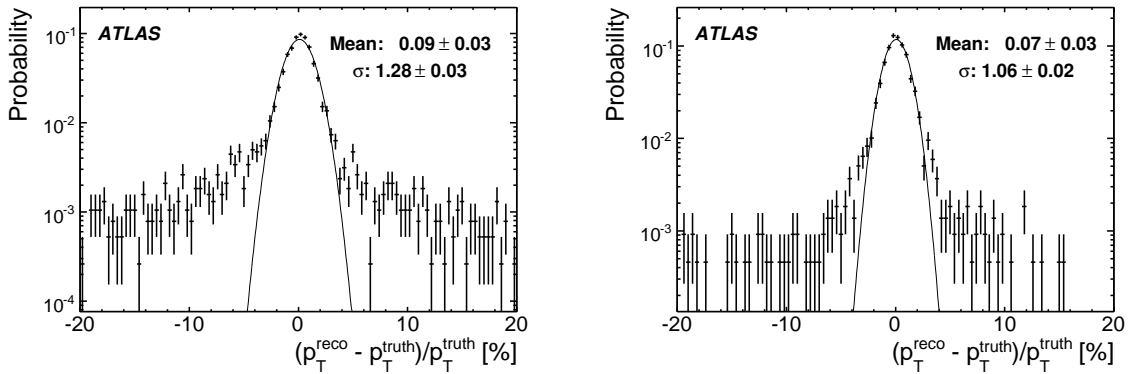 ATLAS
Mean: 0.09 ± 0.03
σ: 1.28 ± 0.03
Probability
10^-1
10^-2
10^-3
10^-4
-20 -10 0 10 20
(p_T^reco - p_T^truth)/p_T^truth [%]
ATLAS
Mean: 0.07 ± 0.03
σ: 1.06 ± 0.02
Probability
10^-1
10^-2
10^-3
-20 -10 0 10 20
(p_T^reco - p_T^truth)/p_T^truth [%]